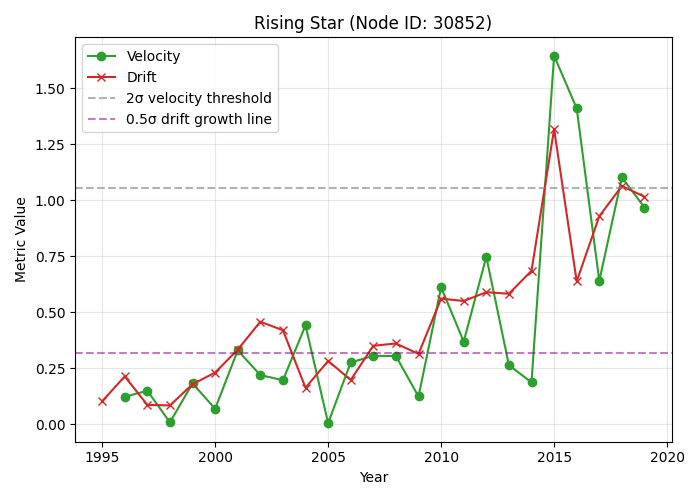 Rising Star (Node ID: 30852)
Velocity
Drift
2σ velocity threshold
0.5σ drift growth line
Metric Value
1.50
1.25
1.00
0.75
0.50
0.25
0.00
1995 2000 2005 2010 2015 2020
Year